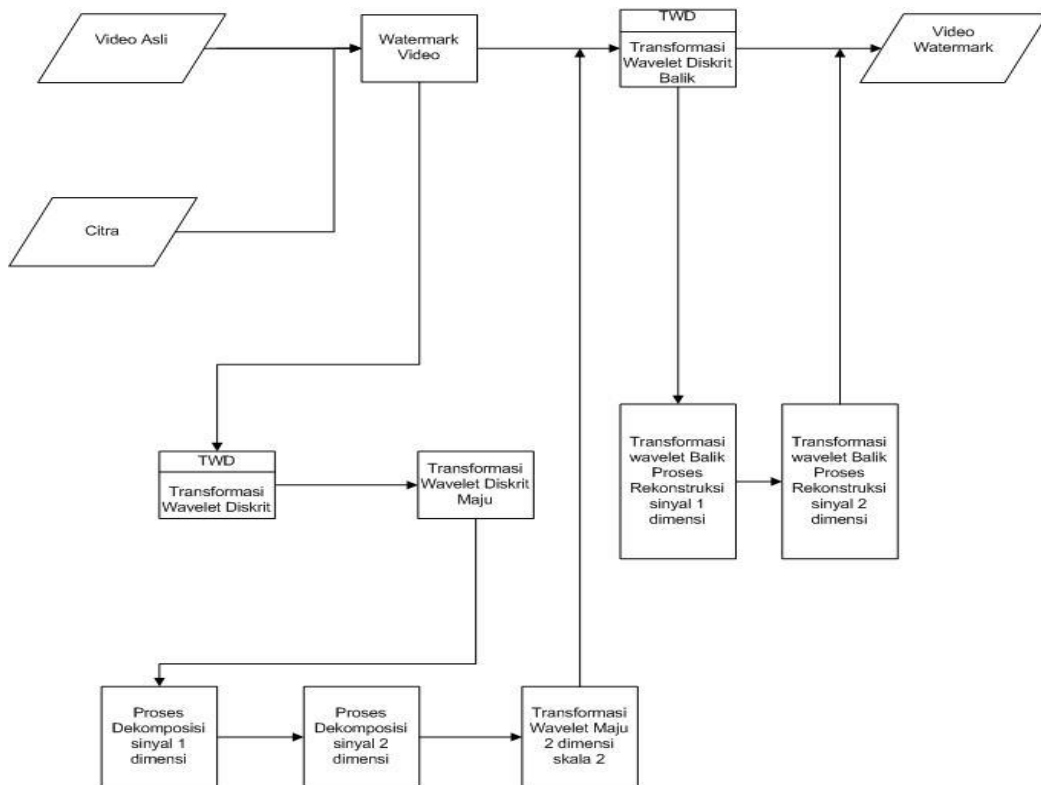 Video Asli
Watermark
Video
TWD
Transformasi
Wavelet Diskrit
Balik
Video
Watermark
Citra
TWD
Transformasi
Wavelet Diskrit
Transformasi
Wavelet Diskrit
Maju
Transformasi
wavelet Balik
Proses
Rekonstruksi
sinyal 1
dimensi
Transformasi
wavelet Balik
Proses
Rekonstruksi
sinyal 2
dimensi
Proses
Dekomposisi
sinyal 1
dimensi
Proses
Dekomposisi
sinyal 2
dimensi
Transformasi
Wavelet Maju
2 dimensi
skala 2